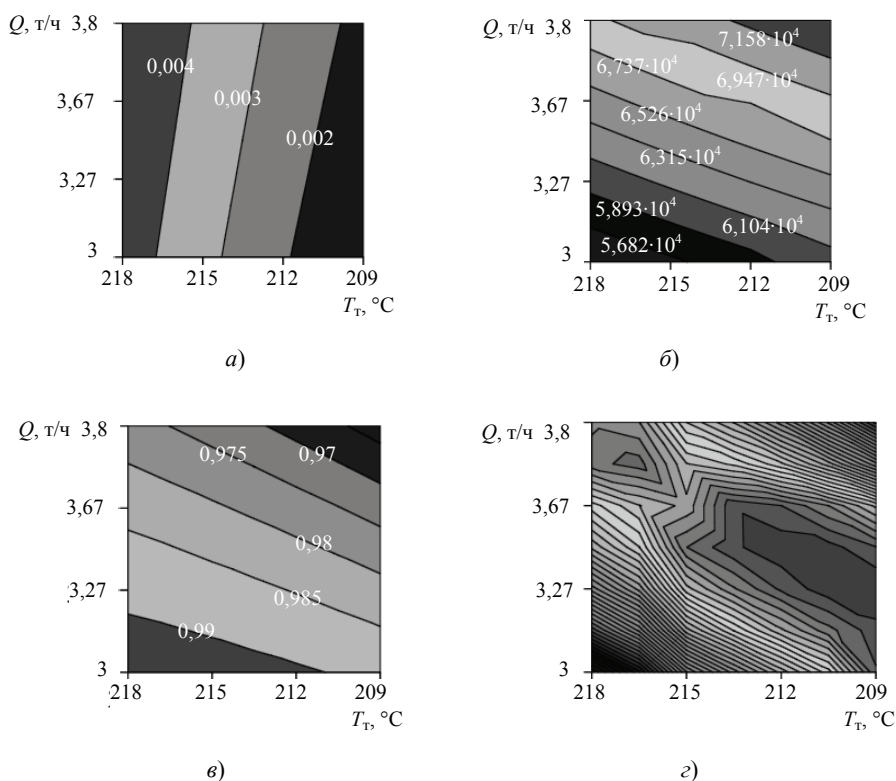 Q, т/ч 3,8
0,004
0,003
3,67
0,002
3,27
3
218 215 212 209
Tт, °C
а)
Q, т/ч 3,8
7,158·10⁴
6,737·10⁴
6,947·10⁴
3,67
6,526·10⁴
6,315·10⁴
3,27
5,893·10⁴
6,104·10⁴
5,682·10⁴
3
218 215 212 209
Tт, °C
б)
Q, т/ч 3,8
0,975 0,97
3,67
0,98
3,27
0,985
0,99
3
218 215 212 209
Tт, °C
в)
Q, т/ч 3,8
3,67
3,27
3
218 215 212 209
Tт, °C
г)